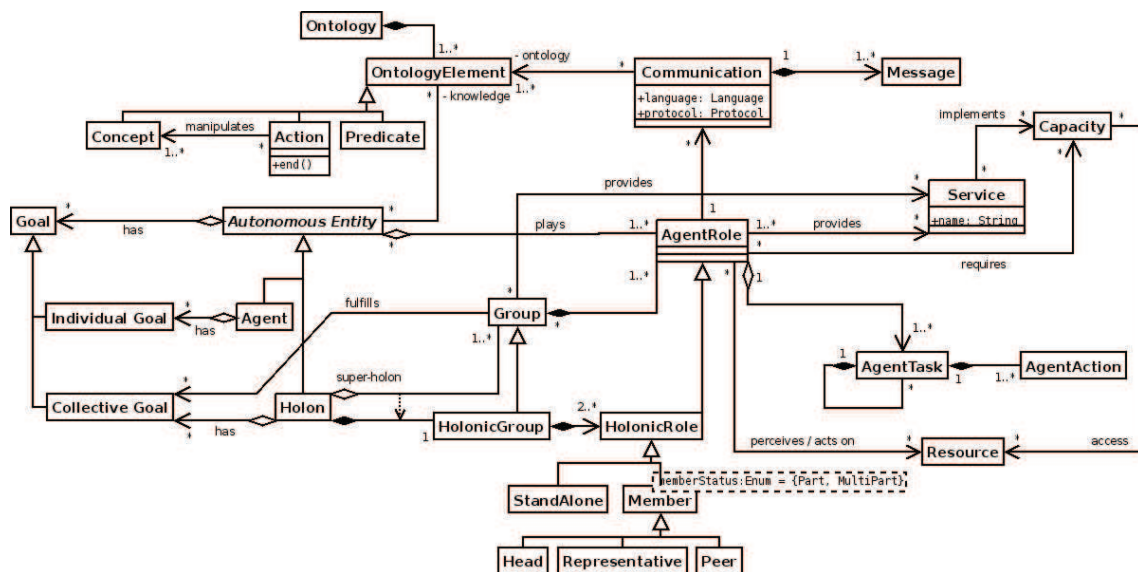 Ontology
1..*
- ontology
1..*
*
1
1..*
OntologyElement
Communication
Message
* - knowledge
+language: Language
+protocol: Protocol
implements
*
Capacity
*
*
manipulates
Concept
Action
Predicate
1..*
*
+end()
*
*
provides
Service
*
+name: String
1
Goal
*
Autonomous Entity
*
has
*
plays
1..*
AgentRole
1..*
provides
*
*
requires
1..*
*
1
*
fulfills
*
Group
*
Individual Goal
*
has
Agent
1..*
1..*
1
AgentTask
1
AgentAction
*
1..*
super-holon
*
Collective Goal
Holon
*
has
1
HolonicGroup
2..*
HolonicRole
perceives / acts on
*
Resource
*
access
memberStatus:Enum = {Part, MultiPart}
StandAlone
Member
Head
Representative
Peer